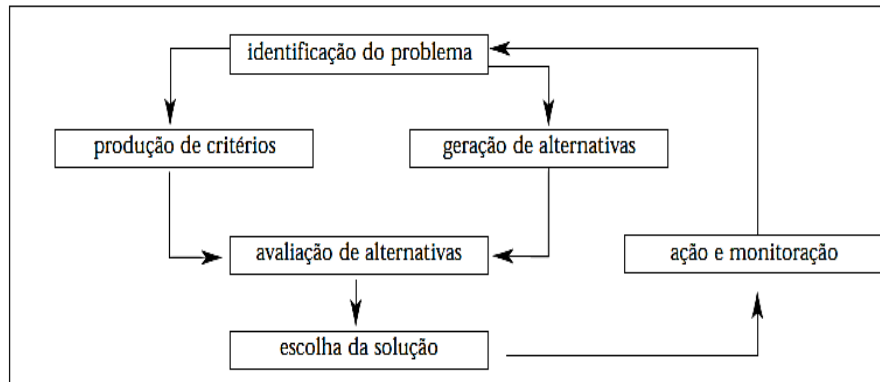 identificação do problema
produção de critérios
geração de alternativas
avaliação de alternativas
ação e monitoração
escolha da solução